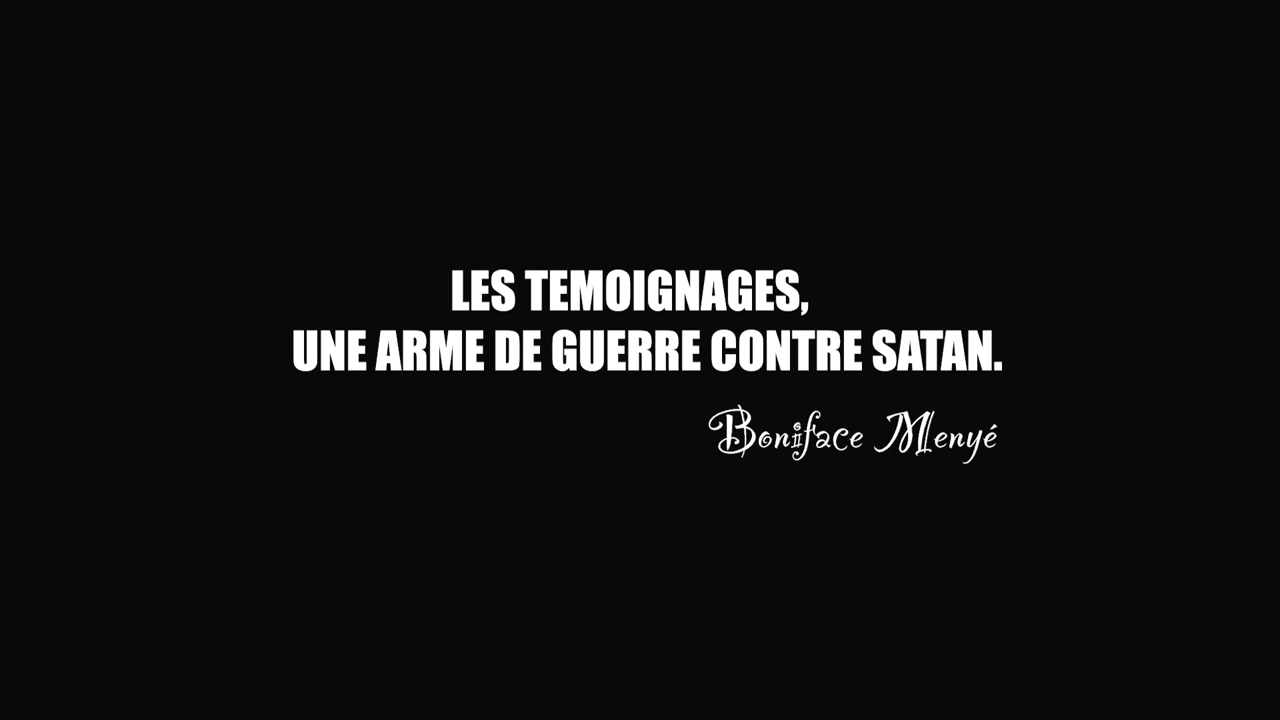 LES TEMOIGNAGES,
UNE ARME DE GUERRE CONTRE SATAN.
Boniface Menyé